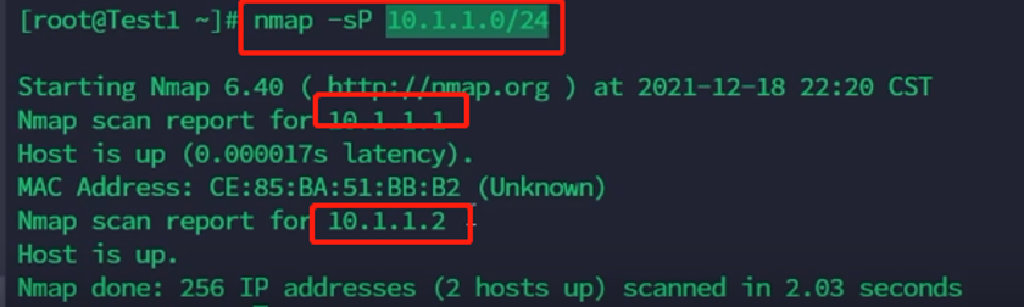 [root@Test1 ~]# nmap -sP 10.1.1.0/24
Starting Nmap 6.40 ( http://nmap.org ) at 2021-12-18 22:20 CST
Nmap scan report for 10.1.1.1
Host is up (0.000017s latency).
MAC Address: CE:85:BA:51:BB:B2 (Unknown)
Nmap scan report for 10.1.1.2
Host is up.
Nmap done: 256 IP addresses (2 hosts up) scanned in 2.03 seconds